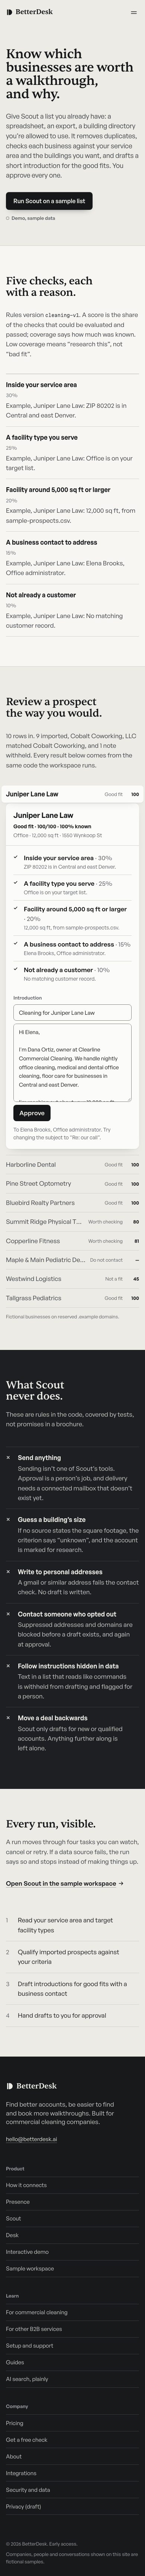 BetterDesk
Know which
businesses are worth
a walkthrough,
and why.
Give Scout a list you already have: a
spreadsheet, an export, a building directory
you're allowed to use. It removes duplicates,
checks each business against your service
area and the buildings you want, and drafts a
short introduction for the good fits. You
approve every one.
Run Scout on a sample list
Demo, sample data
Five checks, each
with a reason.
Rules version cleaning-v1. A score is the share
of the checks that could be evaluated and
passed; coverage says how much was known.
Low coverage means "research this", not
"bad fit".
Inside your service area
30%
Example, Juniper Lane Law: ZIP 80202 is in
Central and east Denver.
A facility type you serve
25%
Example, Juniper Lane Law: Office is on your
target list.
Facility around 5,000 sq ft or larger
20%
Example, Juniper Lane Law: 12,000 sq ft, from
sample-prospects.csv.
A business contact to address
15%
Example, Juniper Lane Law: Elena Brooks,
Office administrator.
Not already a customer
10%
Example, Juniper Lane Law: No matching
customer record.
Review a prospect
the way you would.
10 rows in. 9 imported, Cobalt Coworking, LLC
matched Cobalt Coworking, and 1 note
withheld. Every result below comes from the
same code the workspace runs.
Juniper Lane Law Good fit 100
Juniper Lane Law
Good fit · 100/100 · 100% known
Office · 12,000 sq ft · 1560 Wynkoop St
Inside your service area · 30%
ZIP 80202 is in Central and east Denver.
A facility type you serve · 25%
Office is on your target list.
Facility around 5,000 sq ft or larger
· 20%
12,000 sq ft, from sample-prospects.csv.
A business contact to address · 15%
Elena Brooks, Office administrator.
Not already a customer · 10%
No matching customer record.
Introduction
Cleaning for Juniper Lane Law
Hi Elena,
I'm Dana Ortiz, owner at Clearline
Commercial Cleaning. We handle nightly
office cleaning, medical and dental office
cleaning, floor care for businesses in
Central and east Denver.
Approve
To Elena Brooks, Office administrator. Try
changing the subject to "Re: our call".
Harborline Dental Good fit 100
Pine Street Optometry Good fit 100
Bluebird Realty Partners Good fit 100
Summit Ridge Physical T... Worth checking 80
Copperline Fitness Worth checking 81
Maple & Main Pediatric De... Do not contact —
Westwind Logistics Not a fit 45
Tallgrass Pediatrics Good fit 100
Fictional businesses on reserved .example domains.
What Scout
never does.
These are rules in the code, covered by tests,
not promises in a brochure.
Send anything
Sending isn't one of Scout's tools.
Approval is a person's job, and delivery
needs a connected mailbox that doesn't
exist yet.
Guess a building's size
If no source states the square footage, the
criterion says "unknown", and the account
is marked for research.
Write to personal addresses
A gmail or similar address fails the contact
check. No draft is written.
Contact someone who opted out
Suppressed addresses and domains are
blocked before a draft exists, and again
at approval.
Follow instructions hidden in data
Text in a list that reads like commands
is withheld from drafting and flagged for
a person.
Move a deal backwards
Scout only drafts for new or qualified
accounts. Anything further along is
left alone.
Every run, visible.
A run moves through four tasks you can watch,
cancel or retry. If a data source fails, the run
says so and stops instead of making things up.
Open Scout in the sample workspace →
1 Read your service area and target
facility types
2 Qualify imported prospects against
your criteria
3 Draft introductions for good fits with a
business contact
4 Hand drafts to you for approval
BetterDesk
Find better accounts, be easier to find
and book more walkthroughs. Built for
commercial cleaning companies.
hello@betterdesk.ai
Product
How it connects
Presence
Scout
Desk
Interactive demo
Sample workspace
Learn
For commercial cleaning
For other B2B services
Setup and support
Guides
AI search, plainly
Company
Pricing
Get a free check
About
Integrations
Security and data
Privacy (draft)
© 2026 BetterDesk. Early access.
Companies, people and conversations shown on this site are
fictional samples.